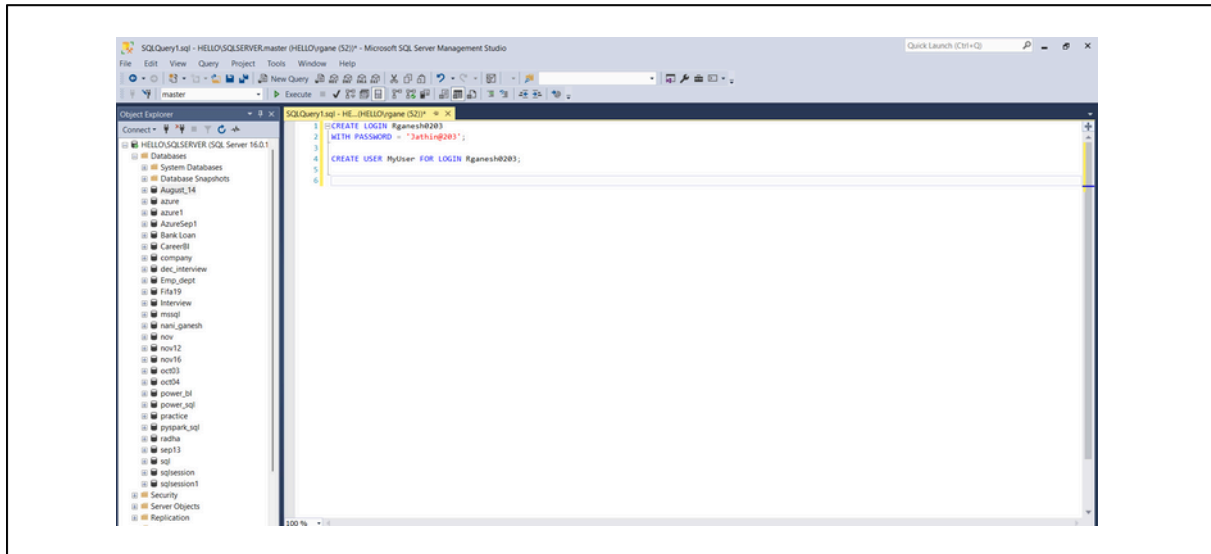 SQLQuery1.sql - HELLO\SQLSERVER.master (HELLO\rgane (52))* - Microsoft SQL Server Management Studio
Quick Launch (Ctrl+Q)
File Edit View Query Project Tools Window Help
New Query
master
Execute
Object Explorer
SQLQuery1.sql - HE...(HELLO\rgane (52))*
Connect
HELLO\SQLSERVER (SQL Server 16.0.1
Databases
System Databases
Database Snapshots
August_14
azure
azure1
AzureSep1
Bank Loan
CareerBI
company
dec_interview
Emp_dept
Fifa19
Interview
mssql
nani_ganesh
nov
nov12
nov16
oct03
oct04
power_bI
power_sql
practice
pyspark_sql
radha
sep13
sql
sqlsession
sqlsession1
Security
Server Objects
Replication
1 CREATE LOGIN Rganesh0203
2 WITH PASSWORD = 'Jathin@203';
3
4 CREATE USER MyUser FOR LOGIN Rganesh0203;
5
6
100 %